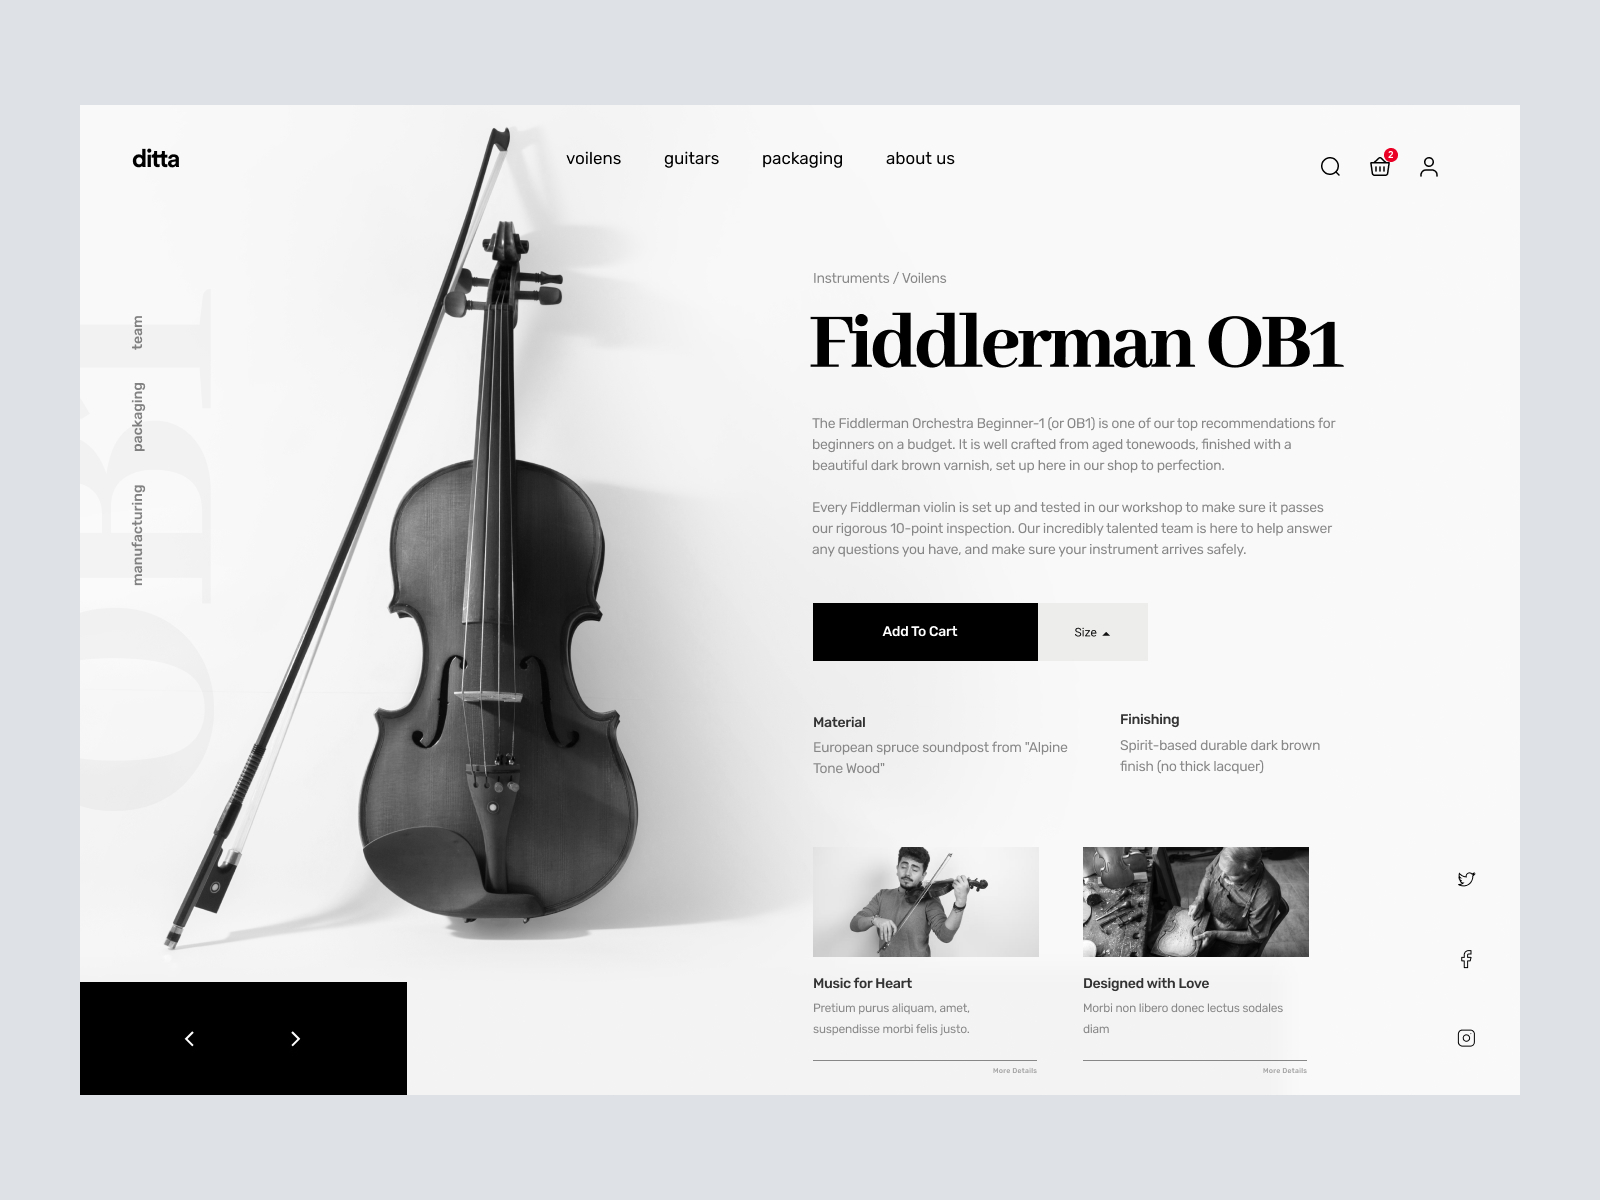 ditta
voilens guitars packaging about us
2
team
packaging
manufacturing
OB1
Instruments / Voilens
Fiddlerman OB1
The Fiddlerman Orchestra Beginner-1 (or OB1) is one of our top recommendations for
beginners on a budget. It is well crafted from aged tonewoods, finished with a
beautiful dark brown varnish, set up here in our shop to perfection.
Every Fiddlerman violin is set up and tested in our workshop to make sure it passes
our rigorous 10-point inspection. Our incredibly talented team is here to help answer
any questions you have, and make sure your instrument arrives safely.
Add To Cart
Size
Material
European spruce soundpost from "Alpine
Tone Wood"
Finishing
Spirit-based durable dark brown
finish (no thick lacquer)
Music for Heart
Pretium purus aliquam, amet,
suspendisse morbi felis justo.
More Details
Designed with Love
Morbi non libero donec lectus sodales
diam
More Details